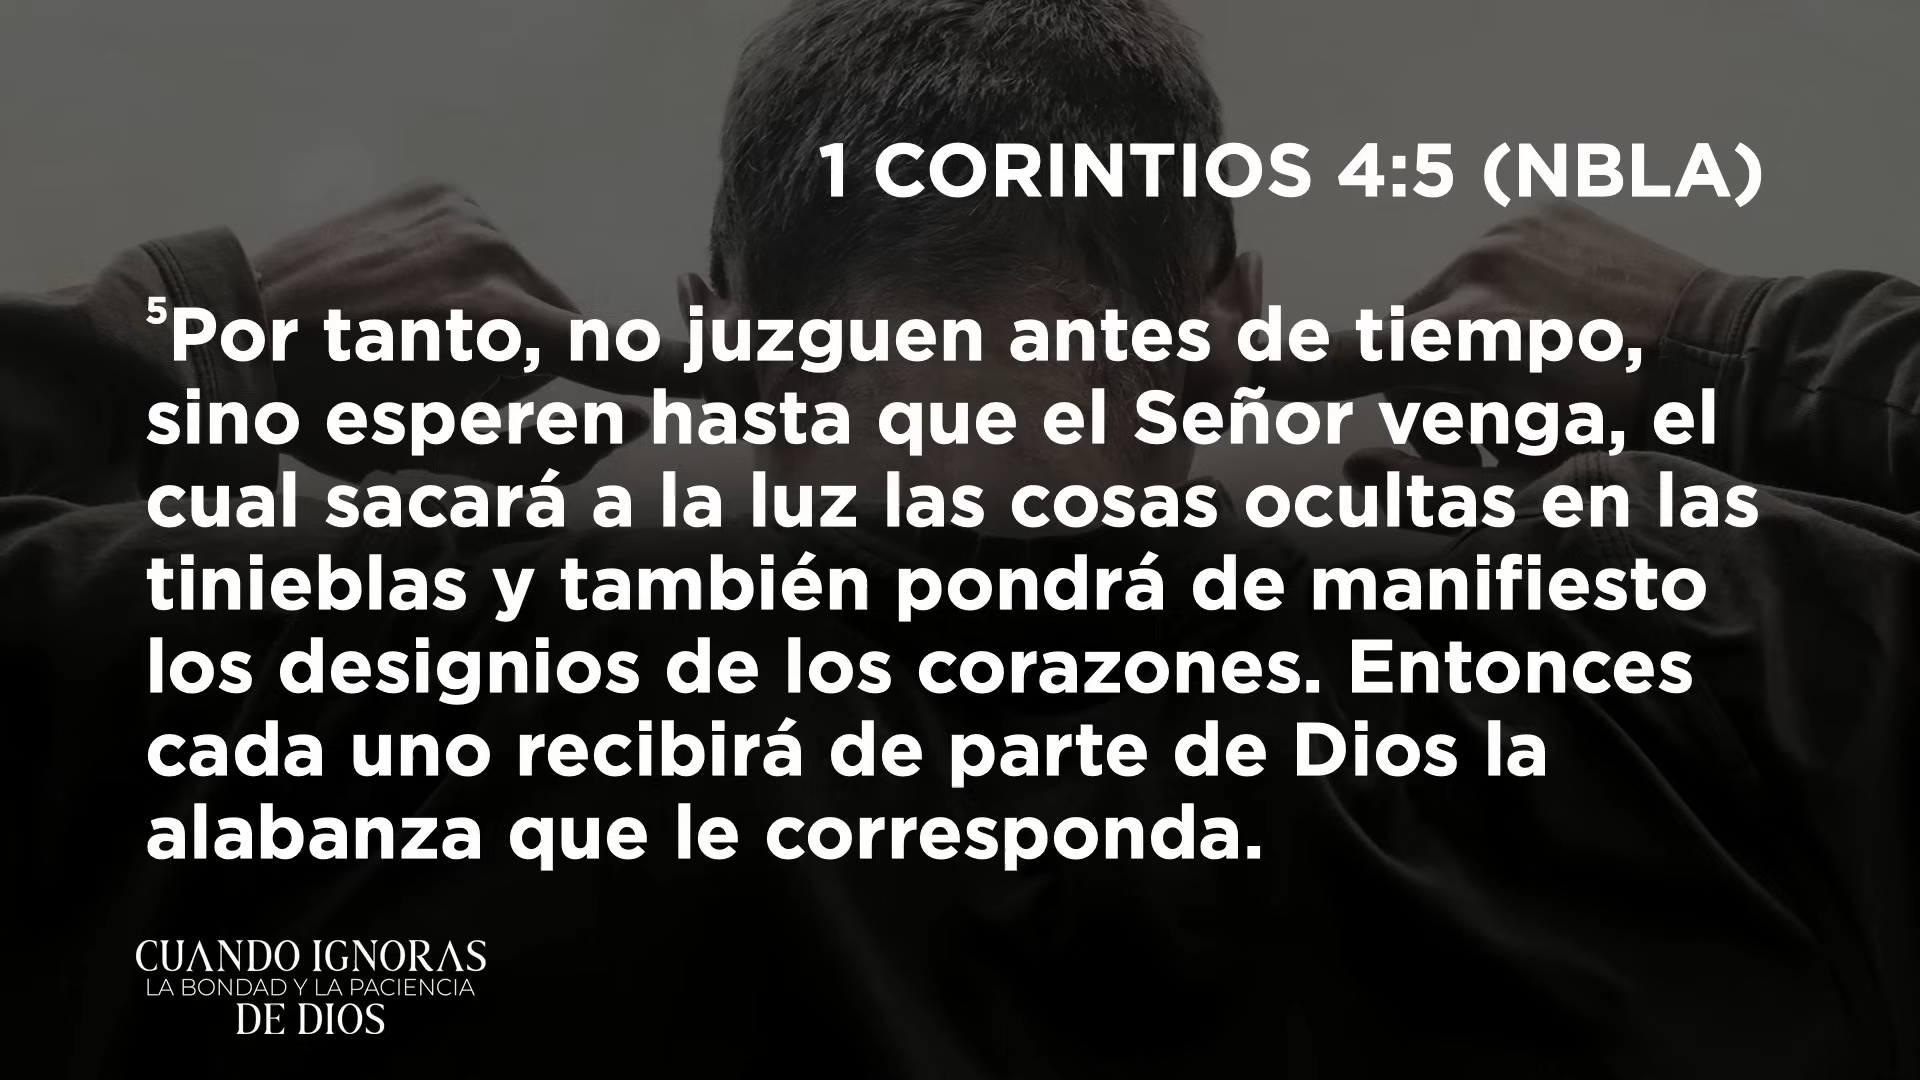 1 CORINTIOS 4:5 (NBLA)
⁵Por tanto, no juzguen antes de tiempo,
sino esperen hasta que el Señor venga, el
cual sacará a la luz las cosas ocultas en las
tinieblas y también pondrá de manifiesto
los designios de los corazones. Entonces
cada uno recibirá de parte de Dios la
alabanza que le corresponda.
CUANDO IGNORAS
LA BONDAD Y LA PACIENCIA
DE DIOS